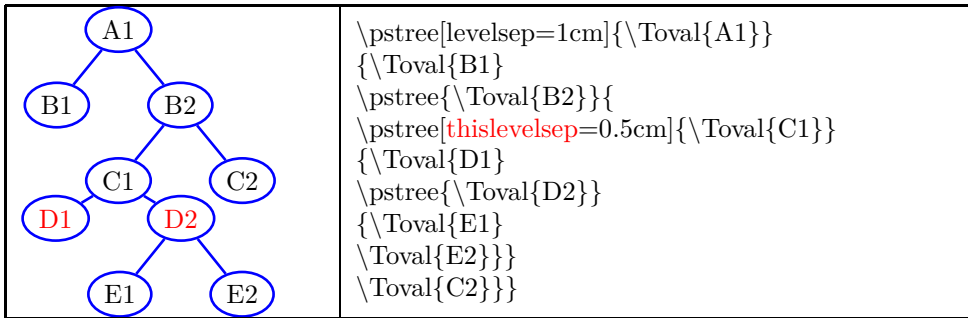 A1
B1 B2
C1 C2
D1 D2
E1 E2
\pstree[levelsep=1cm]{\Toval{A1}}
{\Toval{B1}
\pstree{\Toval{B2}}{
\pstree[thislevelsep=0.5cm]{\Toval{C1}}
{\Toval{D1}
\pstree{\Toval{D2}}
{\Toval{E1}
\Toval{E2}}}
\Toval{C2}}}